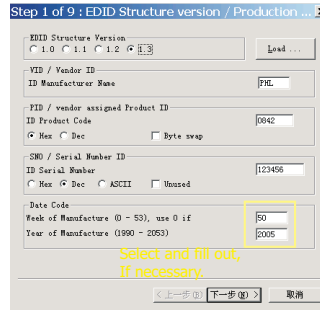 Step 1 of 9 : EDID Structure version / Production ...
EDID Structure Version
1.0 1.1 1.2 1.3
Load ...
VID / Vendor ID
ID Manufacturer Name PHL
PID / vendor assigned Product ID
ID Product Code 0842
Hex Dec Byte swap
SNO / Serial Number ID
ID Serial Number 123456
Hex Dec ASCII Unused
Date Code
Week of Manufacture (0 - 53), use 0 if 50
Year of Manufacture (1990 - 2053) 2005
Select and fill out,
If necessary.
< 上一步(B) 下一步(N) > 取消